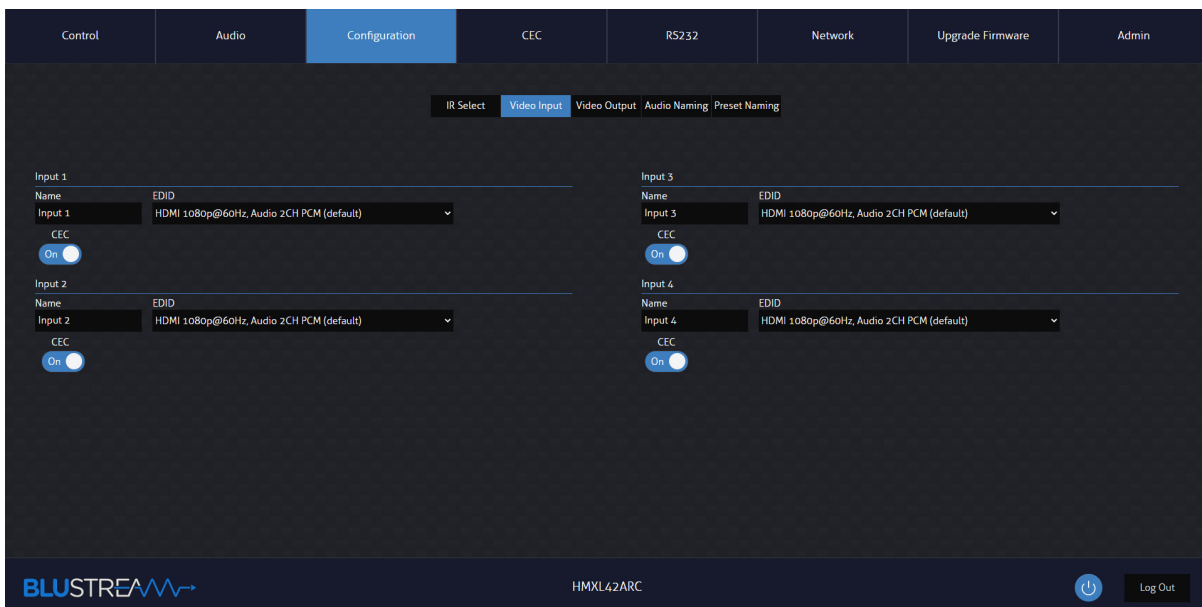 Control Audio Configuration CEC RS232 Network Upgrade Firmware Admin
IR Select Video Input Video Output Audio Naming Preset Naming
Input 1
Name EDID
Input 1 HDMI 1080p@60Hz, Audio 2CH PCM (default)
CEC
On
Input 2
Name EDID
Input 2 HDMI 1080p@60Hz, Audio 2CH PCM (default)
CEC
On
Input 3
Name EDID
Input 3 HDMI 1080p@60Hz, Audio 2CH PCM (default)
CEC
On
Input 4
Name EDID
Input 4 HDMI 1080p@60Hz, Audio 2CH PCM (default)
CEC
On
BLUSTREAM HMXL42ARC Log Out